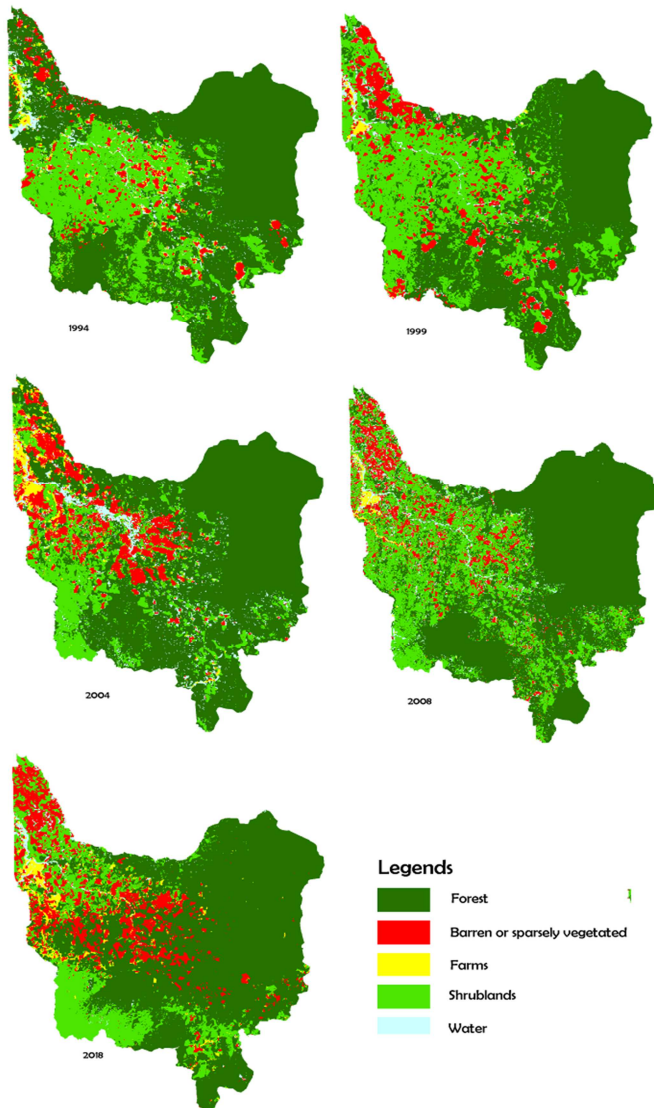 1994
1999
2004
2008
2018
Legends
Forest
Barren or sparsely vegetated
Farms
Shrublands
Water